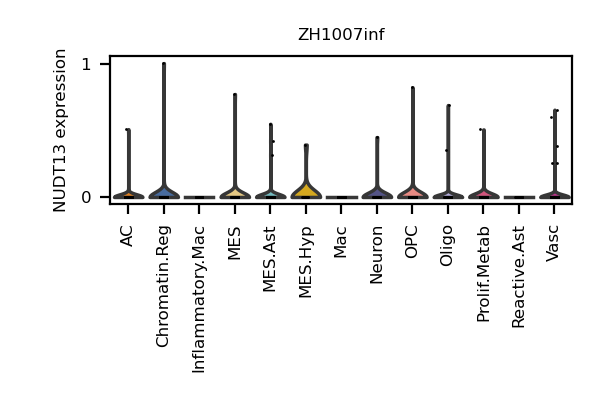 ZH1007inf
NUDT13 expression
1
0
AC
Chromatin.Reg
Inflammatory.Mac
MES
MES.Ast
MES.Hyp
Mac
Neuron
OPC
Oligo
Prolif.Metab
Reactive.Ast
Vasc